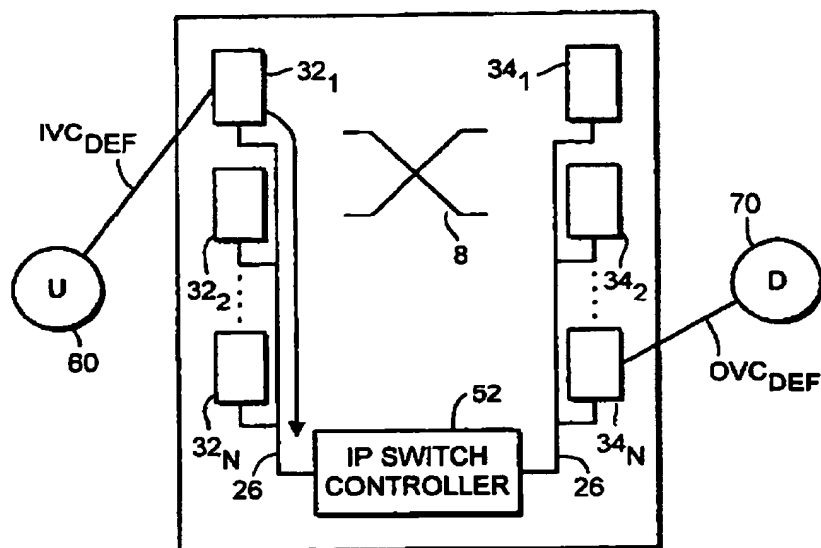 32₁
34₁
IVC_DEF
8
70
U
32₂
34₂
D
60
52
OVC_DEF
32_N
IP SWITCH
CONTROLLER
34_N
26
26